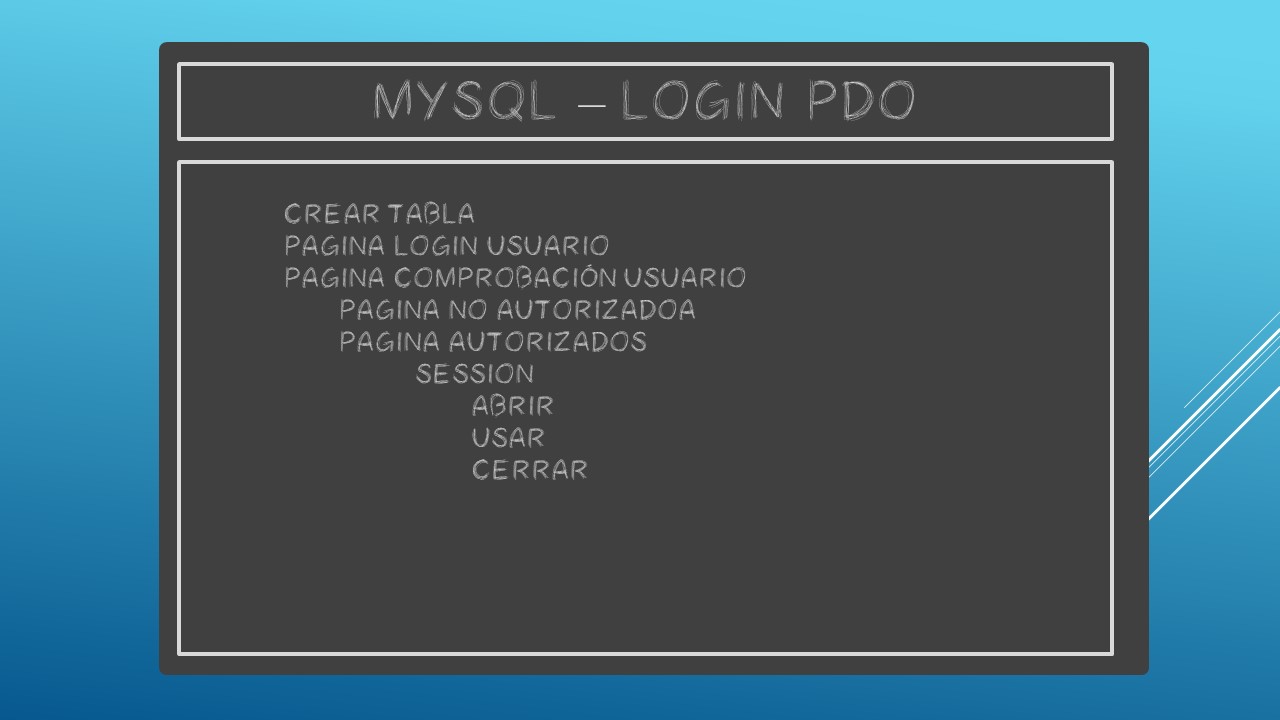 MYSQL – LOGIN PDO
CREAR TABLA
PAGINA LOGIN USUARIO
PAGINA COMPROBACIÓN USUARIO
PAGINA NO AUTORIZADOA
PAGINA AUTORIZADOS
SESSION
ABRIR
USAR
CERRAR